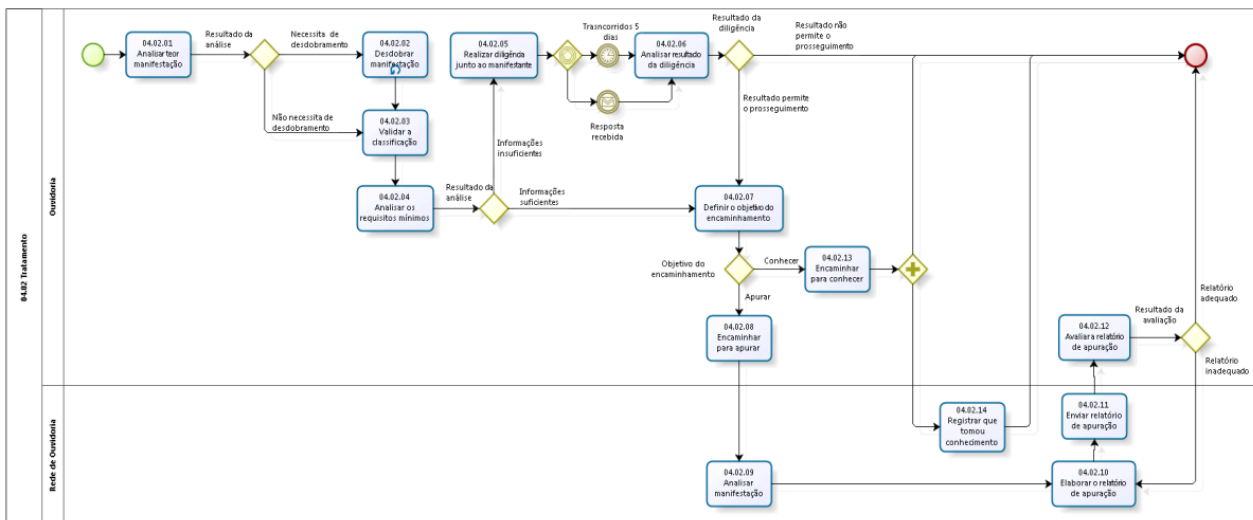 04.02 Tratamento
Ouvidoria
Rede de Ouvidoria
04.02.01
Analisar teor
manifestação
Resultado da
análise
Necessita de
desdobramento
Não necessita de
desdobramento
04.02.02
Desdobrar
manifestação
04.02.03
Validar a
classificação
04.02.04
Analisar os
requisitos mínimos
Resultado da
análise
Informações
insuficientes
Informações
suficientes
04.02.05
Realizar diligência
junto ao manifestante
Trasncorridos 5
dias
Resposta
recebida
04.02.06
Analisar resultado
da diligência
Resultado da
diligência
Resultado não
permite o
prosseguimento
Resultado permite
o prosseguimento
04.02.07
Definir o objetivo do
encaminhamento
Objetivo do
encaminhamento
Conhecer
Apurar
04.02.13
Encaminhar
para conhecer
04.02.08
Encaminhar
para apurar
04.02.12
Avaliar a relatório
de apuração
Resultado da
avaliação
Relatório
adequado
Relatório
inadequado
04.02.14
Registrar que
tomou
conhecimento
04.02.11
Enviar relatório
de apuração
04.02.09
Analisar
manifestação
04.02.10
Elaborar o relatório
de apuração